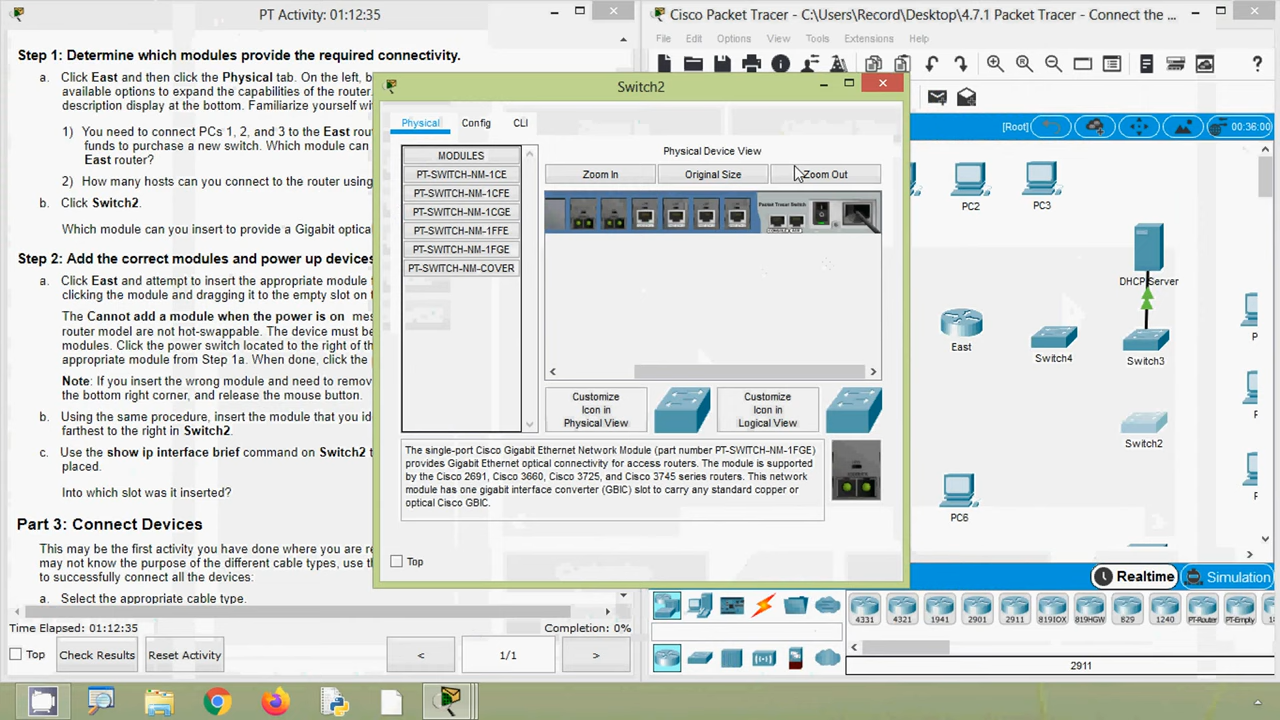 PT Activity: 01:12:35
Step 1: Determine which modules provide the required connectivity.
a. Click East and then click the Physical tab. On the left, b
available options to expand the capabilities of the router.
description display at the bottom. Familiarize yourself wi
1) You need to connect PCs 1, 2, and 3 to the East rou
funds to purchase a new switch. Which module can
East router?
2) How many hosts can you connect to the router using
b. Click Switch2.
Which module can you insert to provide a Gigabit optica
Step 2: Add the correct modules and power up devices
a. Click East and attempt to insert the appropriate module
clicking the module and dragging it to the empty slot on t
The Cannot add a module when the power is on mes
router model are not hot-swappable. The device must be
modules. Click the power switch located to the right of th
appropriate module from Step 1a. When done, click the
Note: If you insert the wrong module and need to remov
the bottom right corner, and release the mouse button.
b. Using the same procedure, insert the module that you id
farthest to the right in Switch2.
c. Use the show ip interface brief command on Switch2 t
placed.
Into which slot was it inserted?
Part 3: Connect Devices
This may be the first activity you have done where you are re
may not know the purpose of the different cable types, use t
to successfully connect all the devices:
a. Select the appropriate cable type.
Time Elapsed: 01:12:35
Completion: 0%
Top
Check Results
Reset Activity
<
1/1
>
Switch2
Physical
Config
CLI
MODULES
PT-SWITCH-NM-1CE
PT-SWITCH-NM-1CFE
PT-SWITCH-NM-1CGE
PT-SWITCH-NM-1FFE
PT-SWITCH-NM-1FGE
PT-SWITCH-NM-COVER
Physical Device View
Zoom In
Original Size
Zoom Out
Packet Tracer Switch
Customize
Icon in
Physical View
Customize
Icon in
Logical View
The single-port Cisco Gigabit Ethernet Network Module (part number PT-SWITCH-NM-1FGE)
provides Gigabit Ethernet optical connectivity for access routers. The module is supported
by the Cisco 2691, Cisco 3660, Cisco 3725, and Cisco 3745 series routers. This network
module has one gigabit interface converter (GBIC) slot to carry any standard copper or
optical Cisco GBIC.
Top
Cisco Packet Tracer - C:\Users\Record\Desktop\4.7.1 Packet Tracer - Connect the ...
File
Edit
Options
View
Tools
Extensions
Help
[Root]
00:36:00
PC2
PC3
DHCP Server
East
Switch4
Switch3
Switch2
PC6
Realtime
Simulation
4331
4321
1941
2901
2911
819IOX
819HGW
829
1240
PT-Router
PT-Empty
2911